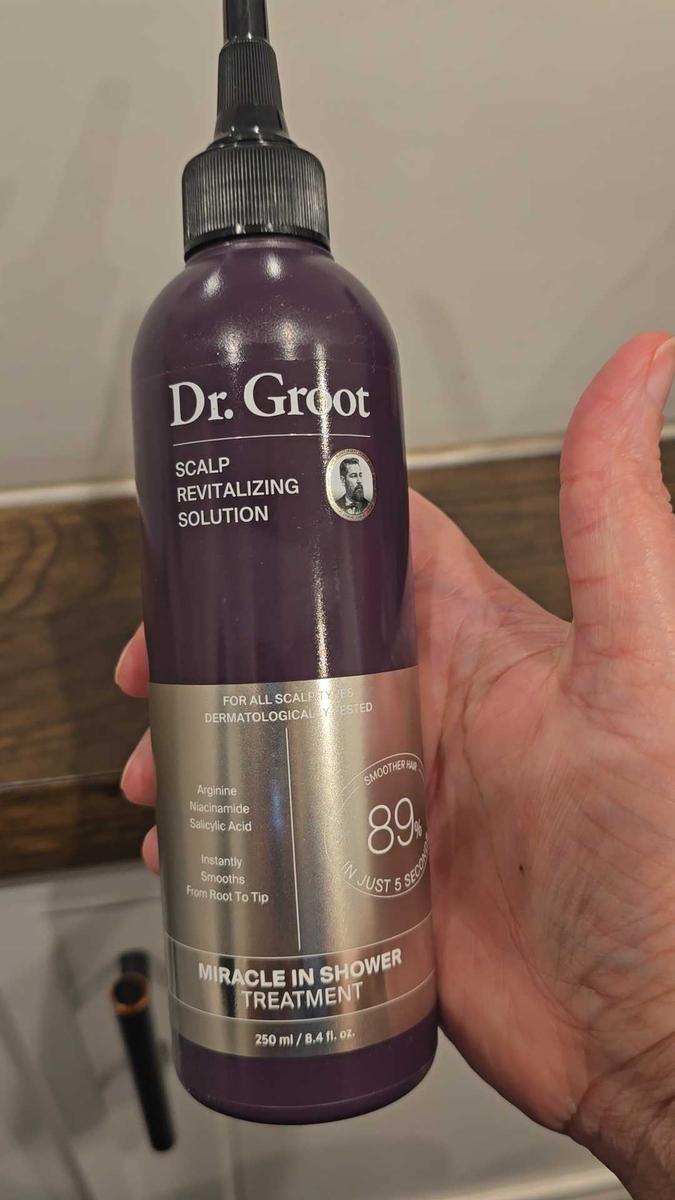 Dr. Groot
SCALP
REVITALIZING
SOLUTION
FOR ALL SCALP TYPES
DERMATOLOGICALLY TESTED
Arginine
Niacinamide
Salicylic Acid
Instantly
Smooths
From Root To Tip
SMOOTHER HAIR
89%
IN JUST 5 SECONDS
MIRACLE IN SHOWER
TREATMENT
250 ml / 8.4 fl. oz.